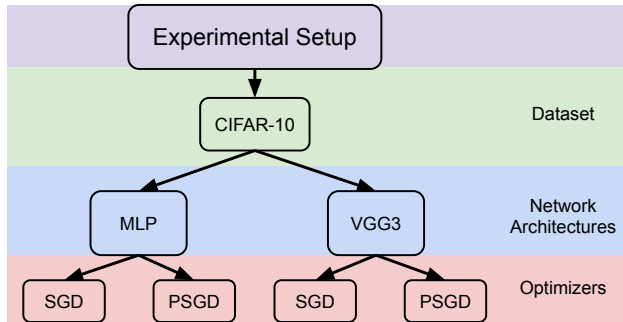 Experimental Setup
CIFAR-10
Dataset
MLP
VGG3
Network
Architectures
SGD
PSGD
SGD
PSGD
Optimizers